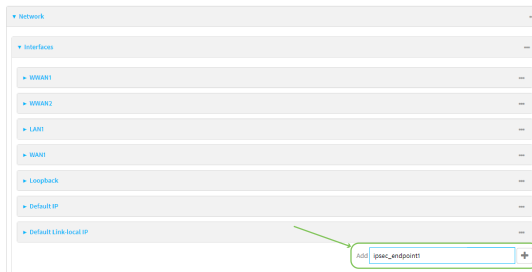 Network
Interfaces
WWAN1
WWAN2
LAN1
WAN1
Loopback
Default IP
Default Link-local IP
Add ipsec_endpoint1